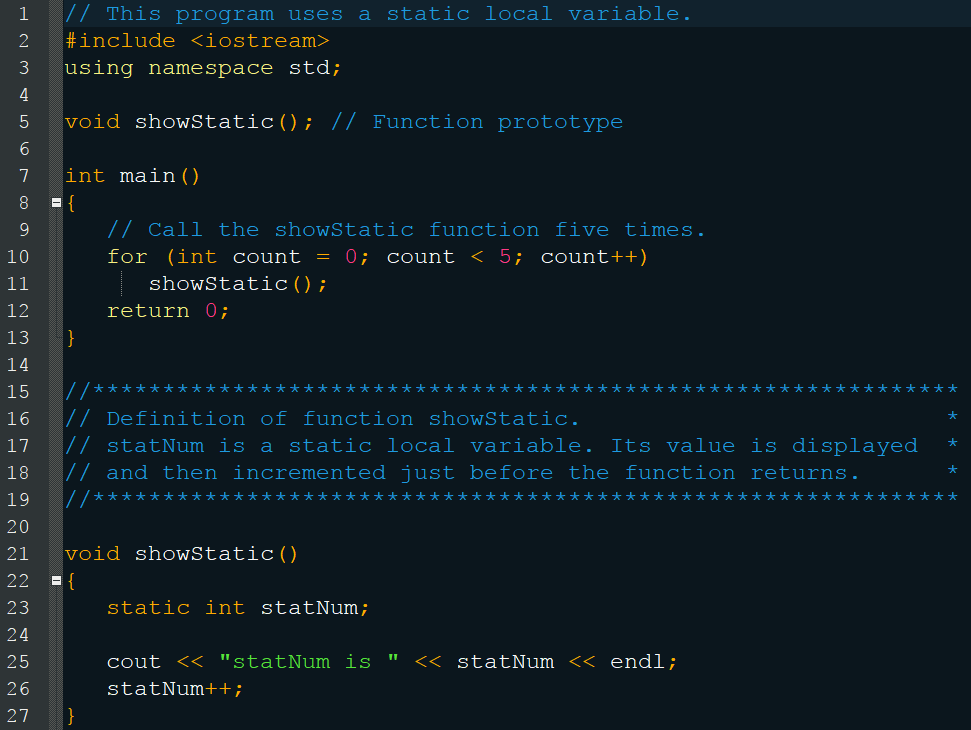 1 // This program uses a static local variable.
2 #include <iostream>
3 using namespace std;
4
5 void showStatic(); // Function prototype
6
7 int main()
8 {
9    // Call the showStatic function five times.
10    for (int count = 0; count < 5; count++)
11       showStatic();
12    return 0;
13 }
14
15 //**************************************************************
16 // Definition of function showStatic.                          *
17 // statNum is a static local variable. Its value is displayed  *
18 // and then incremented just before the function returns.      *
19 //**************************************************************
20
21 void showStatic()
22 {
23    static int statNum;
24
25    cout << "statNum is " << statNum << endl;
26    statNum++;
27 }